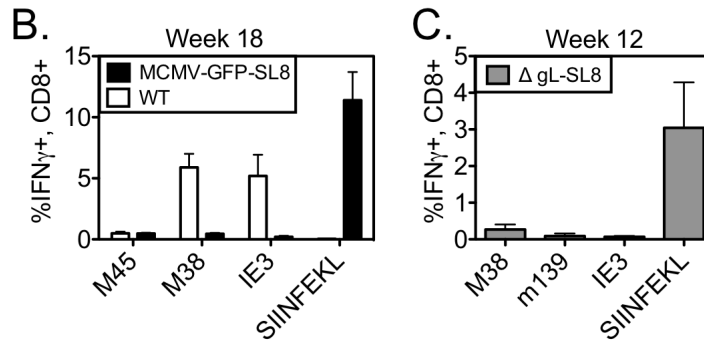 B.
Week 18
%IFNγ+, CD8+
15
10
5
0
MCMV-GFP-SL8
WT
M45
M38
IE3
SIINFEKL
C.
Week 12
%IFNγ+, CD8+
5
4
3
2
1
0
Δ gL-SL8
M38
m139
IE3
SIINFEKL